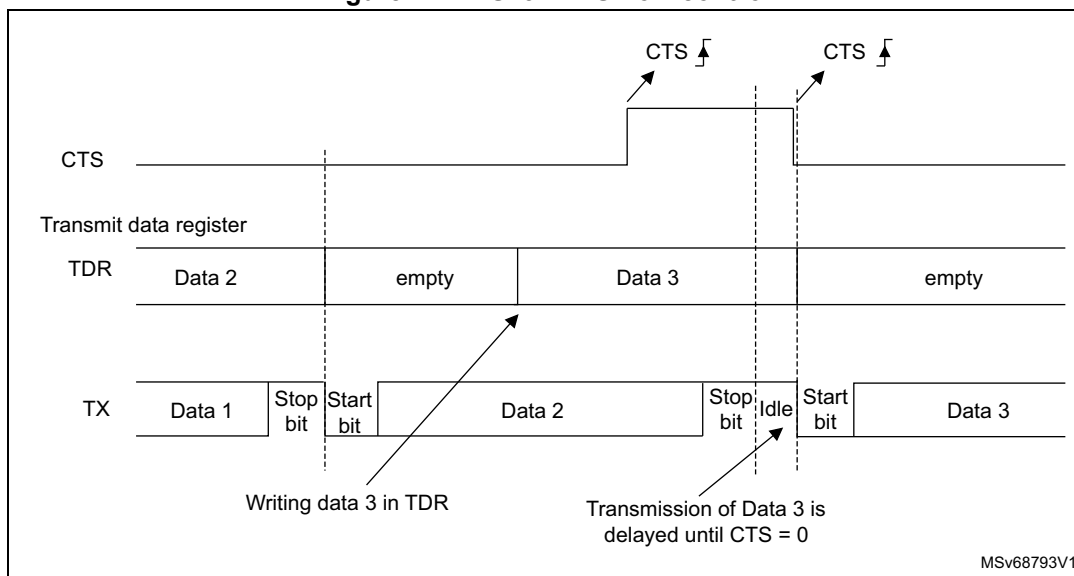 CTS
CTS
CTS
Transmit data register
TDR
Data 2
empty
Data 3
empty
TX
Data 1
Stop
bit
Start
bit
Data 2
Stop
bit
Idle
Start
bit
Data 3
Writing data 3 in TDR
Transmission of Data 3 is
delayed until CTS = 0
MSv68793V1